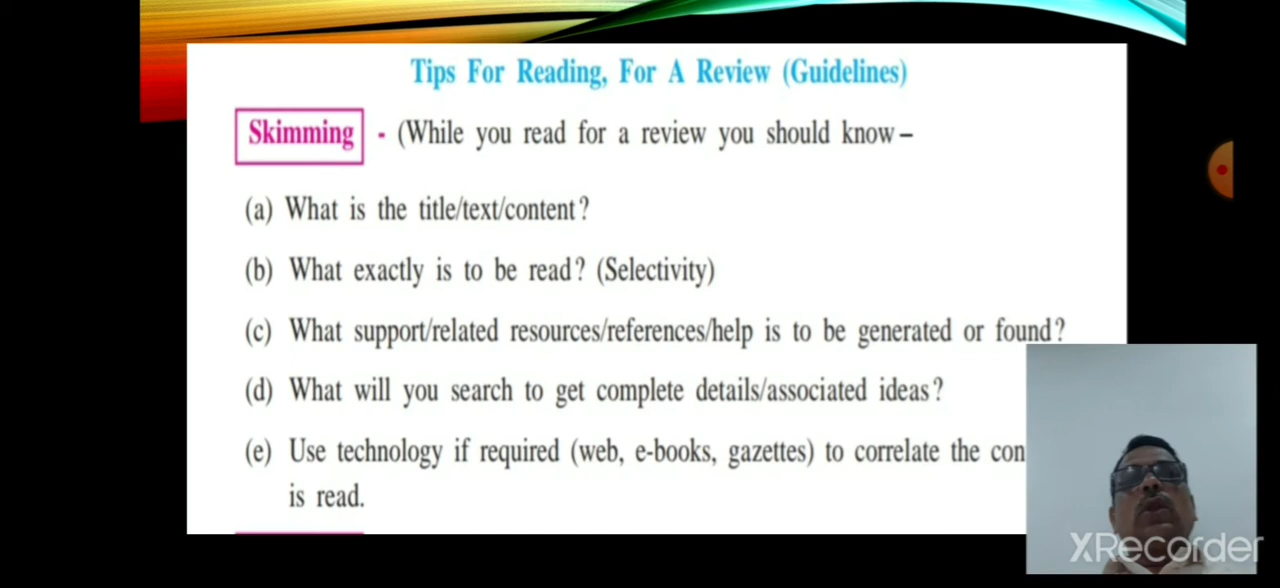 Tips For Reading, For A Review (Guidelines)
Skimming - (While you read for a review you should know –
(a) What is the title/text/content?
(b) What exactly is to be read? (Selectivity)
(c) What support/related resources/references/help is to be generated or found?
(d) What will you search to get complete details/associated ideas?
(e) Use technology if required (web, e-books, gazettes) to correlate the con
is read.
XRecorder